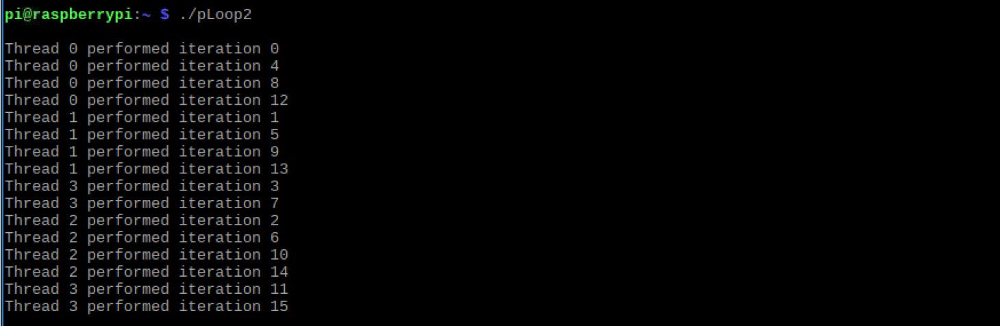 pi@raspberrypi:~ $ ./pLoop2
Thread 0 performed iteration 0
Thread 0 performed iteration 4
Thread 0 performed iteration 8
Thread 0 performed iteration 12
Thread 1 performed iteration 1
Thread 1 performed iteration 5
Thread 1 performed iteration 9
Thread 1 performed iteration 13
Thread 3 performed iteration 3
Thread 3 performed iteration 7
Thread 2 performed iteration 2
Thread 2 performed iteration 6
Thread 2 performed iteration 10
Thread 2 performed iteration 14
Thread 3 performed iteration 11
Thread 3 performed iteration 15